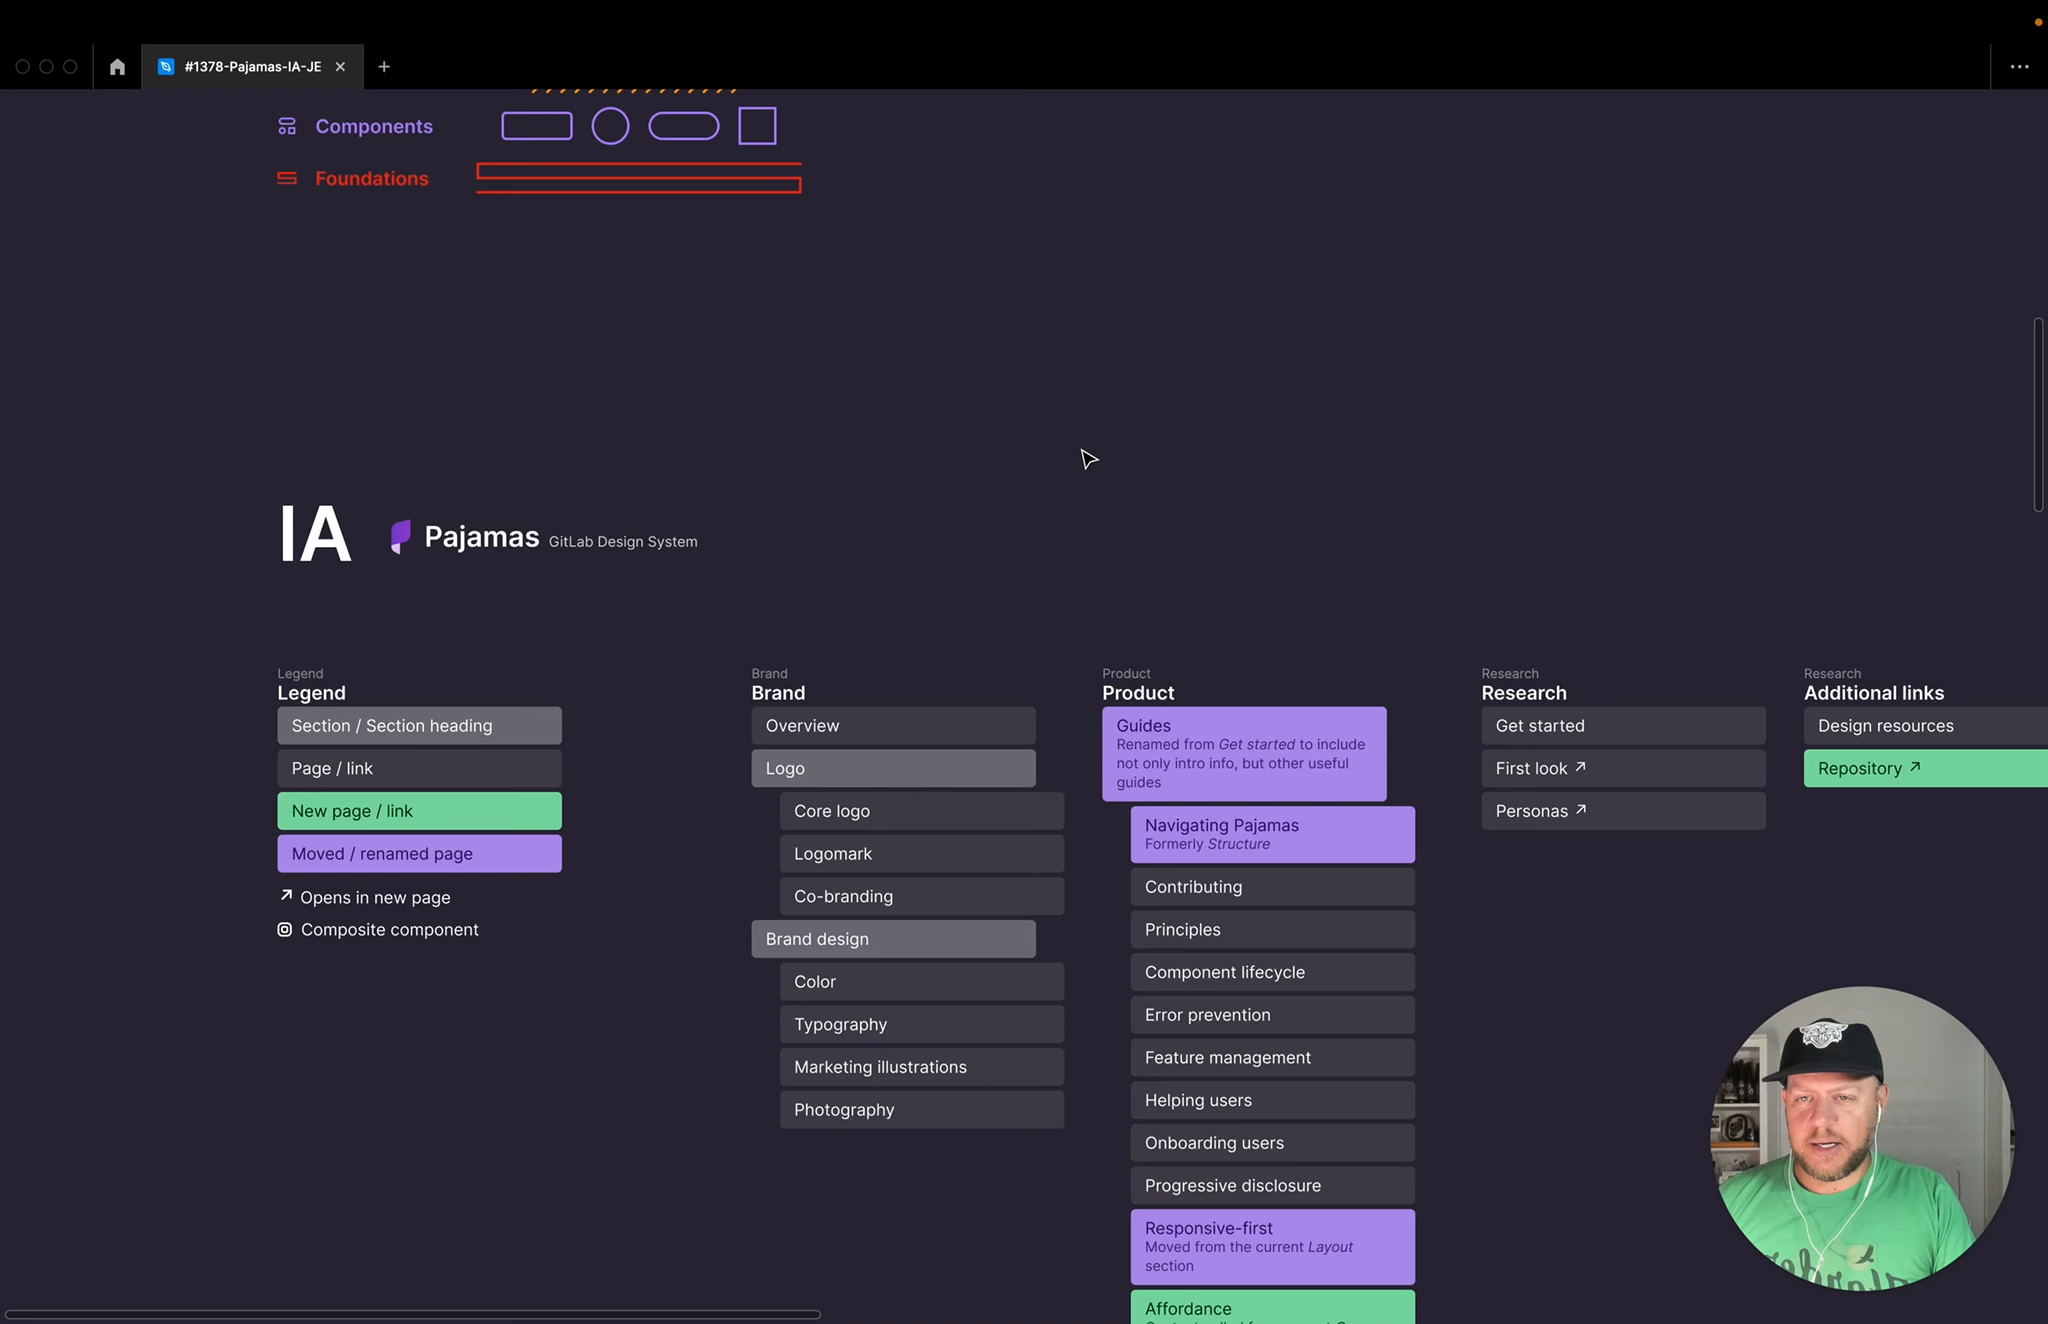 #1378-Pajamas-IA-JE
Components
Foundations
IA
Pajamas GitLab Design System
Legend
Legend
Section / Section heading
Page / link
New page / link
Moved / renamed page
Opens in new page
Composite component
Brand
Brand
Overview
Logo
Core logo
Logomark
Co-branding
Brand design
Color
Typography
Marketing illustrations
Photography
Product
Product
Guides
Renamed from Get started to include
not only intro info, but other useful
guides
Navigating Pajamas
Formerly Structure
Contributing
Principles
Component lifecycle
Error prevention
Feature management
Helping users
Onboarding users
Progressive disclosure
Responsive-first
Moved from the current Layout
section
Affordance
Research
Research
Get started
First look ↗
Personas ↗
Research
Additional links
Design resources
Repository ↗